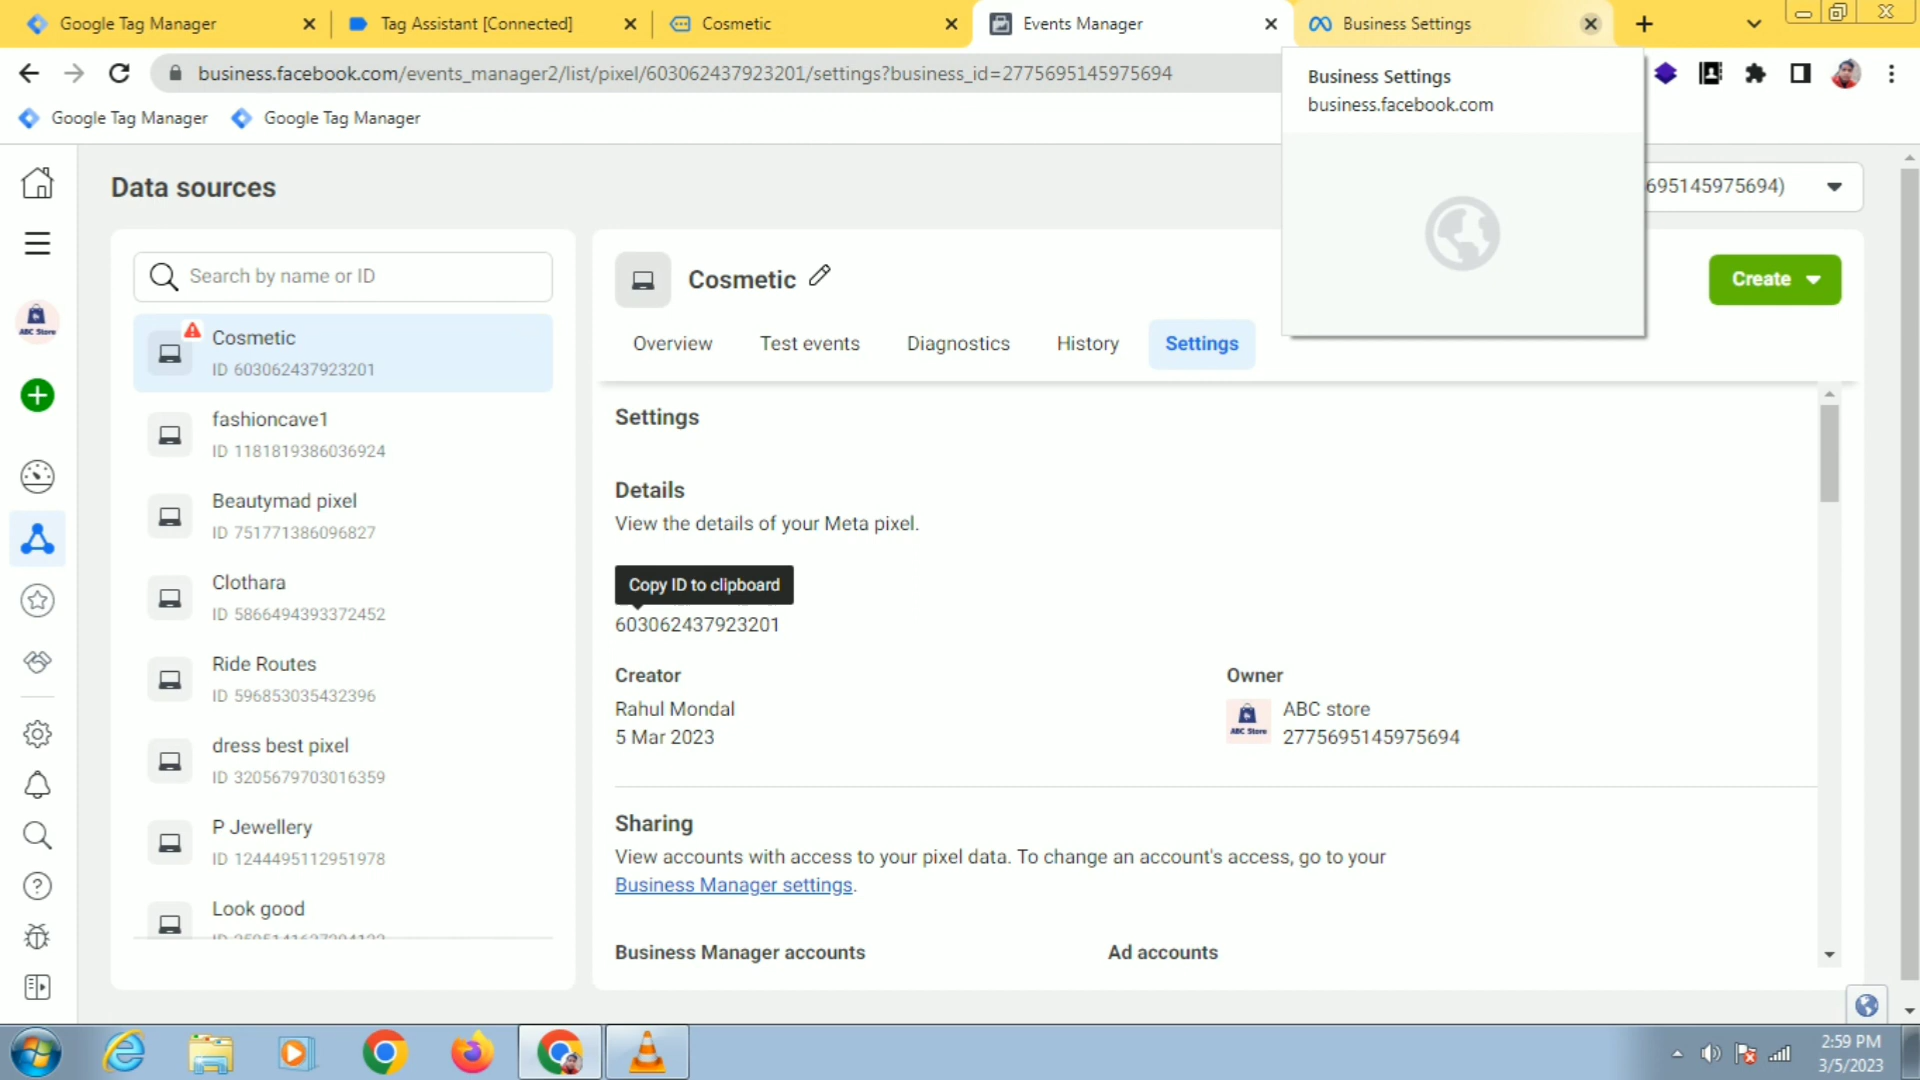 Google Tag Manager
Tag Assistant [Connected]
Cosmetic
Events Manager
Business Settings
business.facebook.com/events_manager2/list/pixel/603062437923201/settings?business_id=2775695145975694
Business Settings
business.facebook.com
Google Tag Manager
Google Tag Manager
Data sources
695145975694)
Search by name or ID
Cosmetic
Create
Cosmetic
ID 603062437923201
Overview
Test events
Diagnostics
History
Settings
ABC Store
fashioncave1
ID 1181819386036924
Settings
Beautymad pixel
ID 751771386096827
Details
View the details of your Meta pixel.
Clothara
ID 5866494393372452
Copy ID to clipboard
603062437923201
Ride Routes
ID 596853035432396
Creator
Rahul Mondal
5 Mar 2023
Owner
ABC Store
ABC store
2775695145975694
dress best pixel
ID 3205679703016359
P Jewellery
ID 1244495112951978
Sharing
View accounts with access to your pixel data. To change an account's access, go to your
Business Manager settings.
Look good
Business Manager accounts
Ad accounts
2:59 PM
3/5/2023